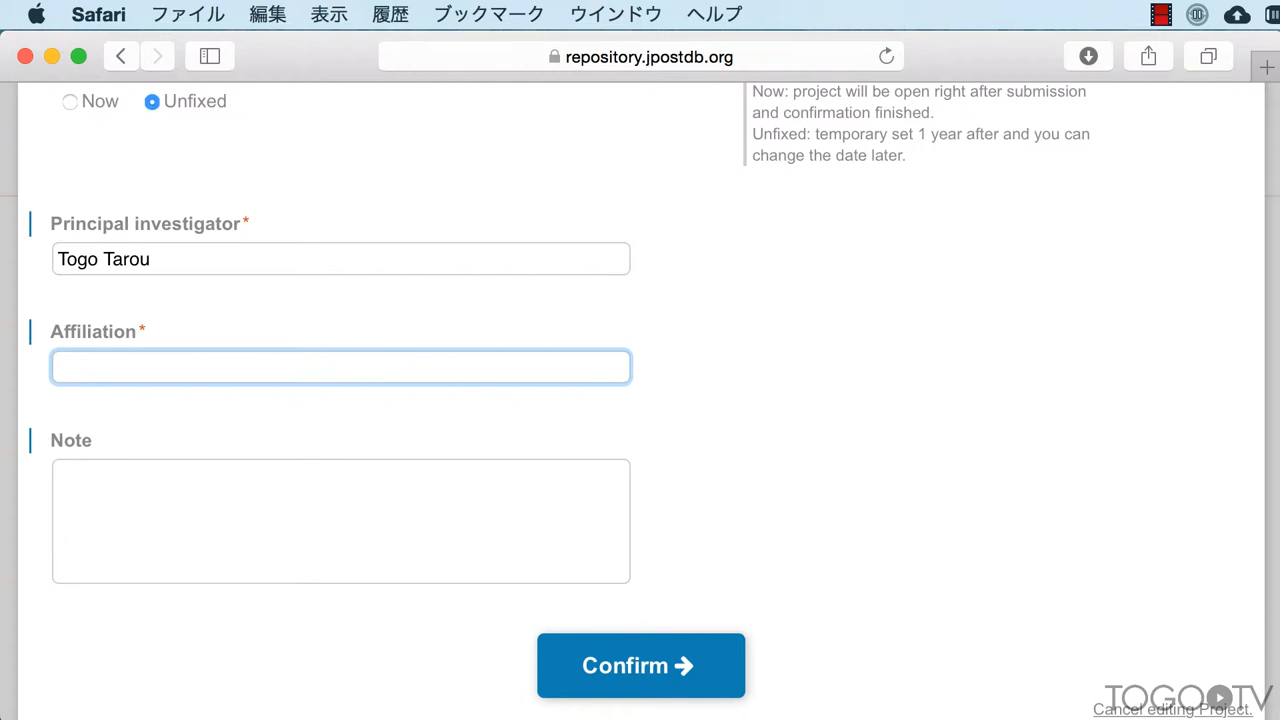 Safari ファイル 編集 表示 履歴 ブックマーク ウインドウ ヘルプ
repository.jpostdb.org
Now Unfixed
Now: project will be open right after submission
and confirmation finished.
Unfixed: temporary set 1 year after and you can
change the date later.
Principal investigator*
Togo Tarou
Affiliation*
Note
Confirm
TOGO TV
Cancel editing Project.